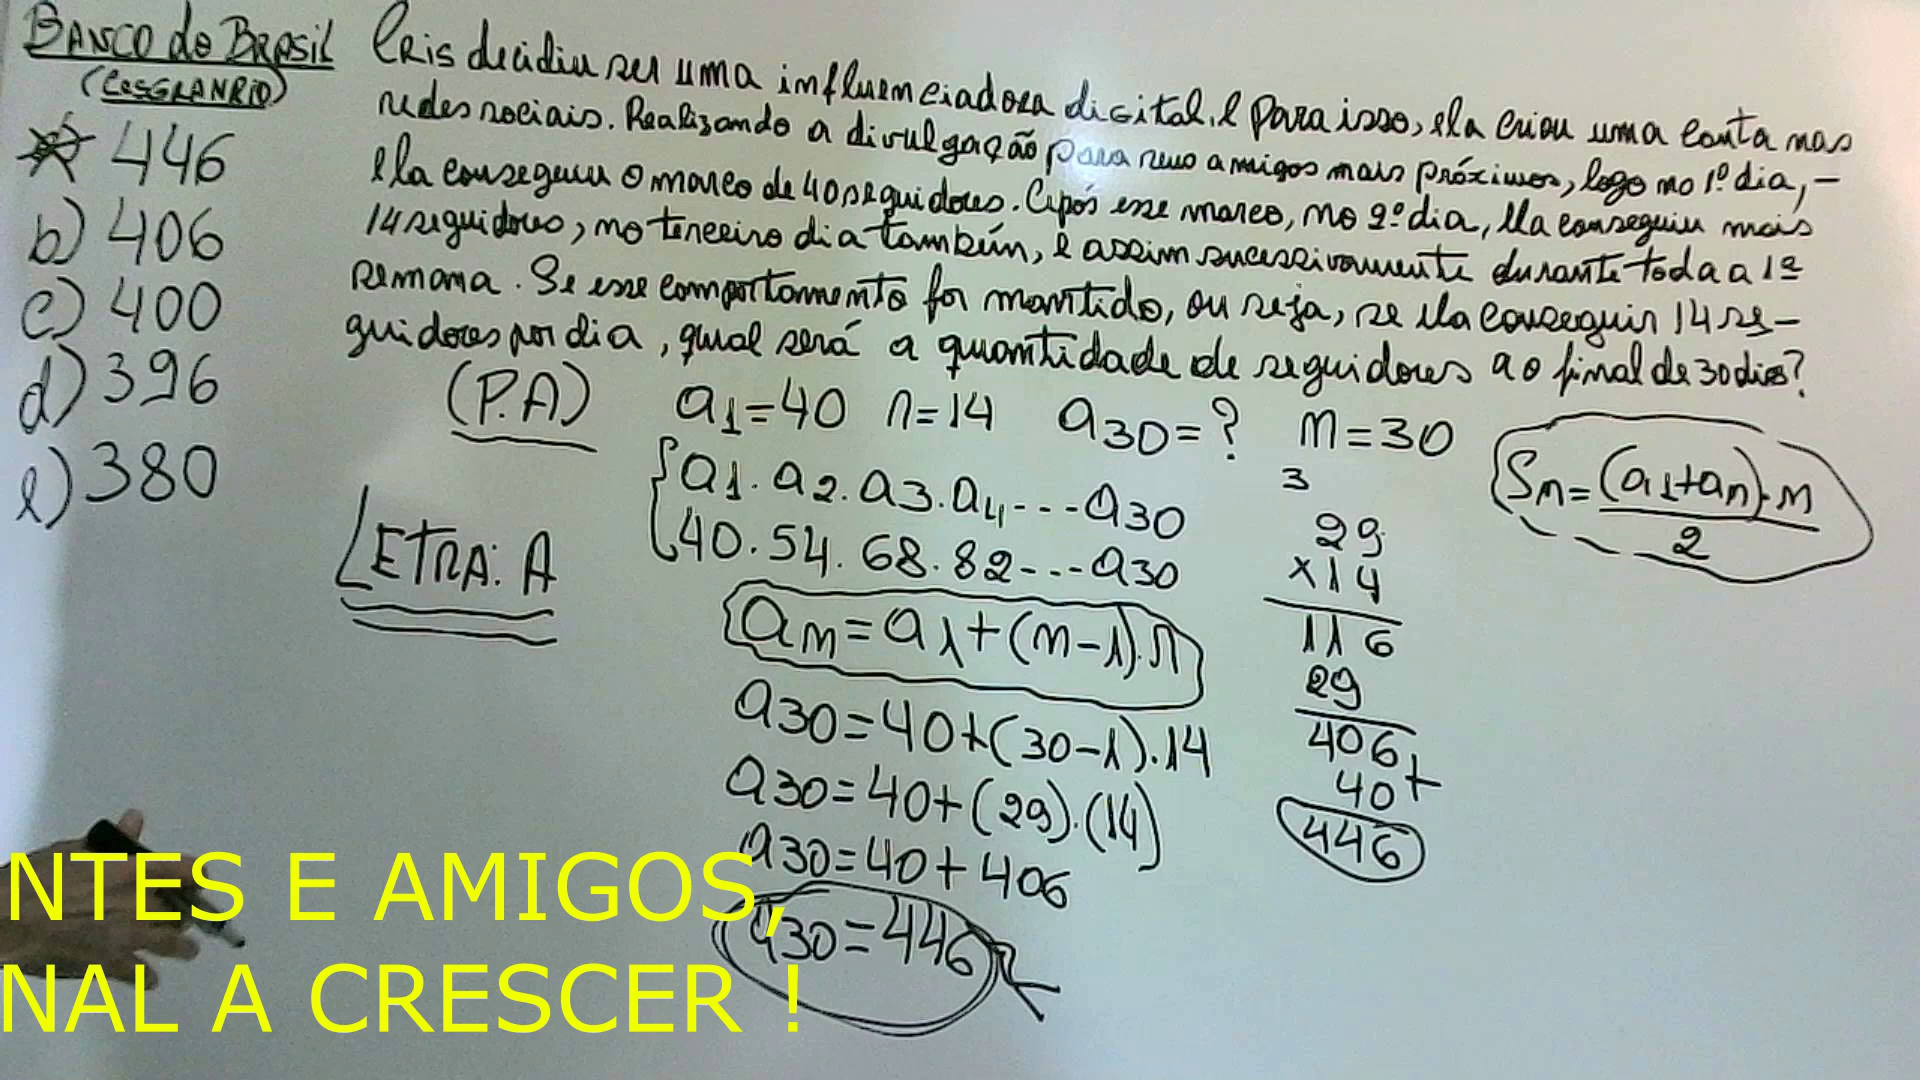 BANCO do BRASIL
(CESGRANRIO)
Cris decidiu ser uma influenciadora digital, e para isso, ela criou uma conta nas
redes sociais. Realizando a divulgação para seus amigos mais próximos, logo no 1º dia, -
ela conseguiu o marco de 40 seguidores. Após esse marco, no 2º dia, ela conseguiu mais
14 seguidores, no terceiro dia também, e assim sucessivamente durante toda a 1ª
semana. Se esse comportamento for mantido, ou seja, se ela conseguir 14 se-
guidores por dia, qual será a quantidade de seguidores ao final de 30 dias?
446
b) 406
c) 400
d) 396
e) 380
(P.A) a1=40 r=14 a30=? n=30
a1. a2. a3. a4 ... a30
40. 54. 68. 82 ... a30
Sn=(a1+an).n
2
LETRA: A
an=a1+(n-1).r
a30=40+(30-1).14
a30=40+(29).(14)
a30=40+406
a30=446
3
29
×14
116
29
406+
40
446
NTES E AMIGOS,
NAL A CRESCER !